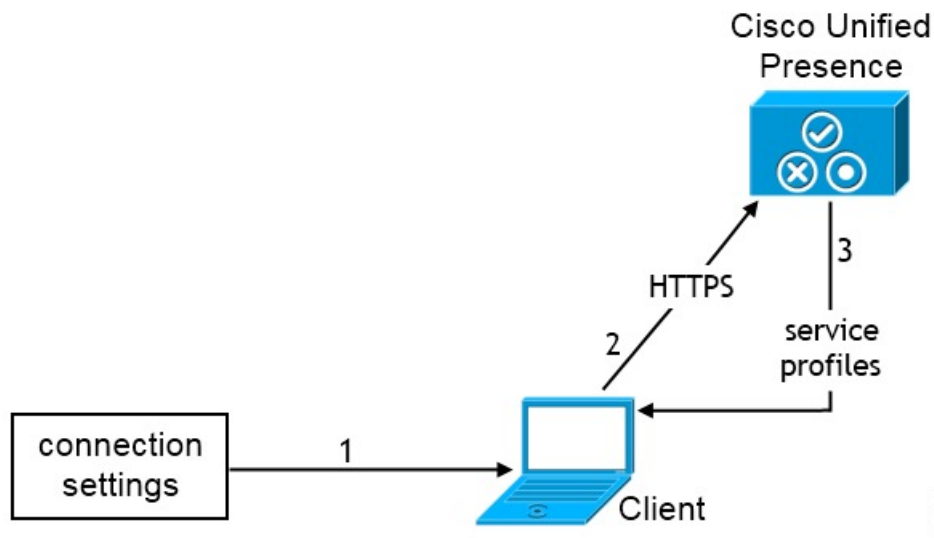 Cisco Unified
Presence
3
HTTPS
2
service
profiles
connection
settings
1
Client